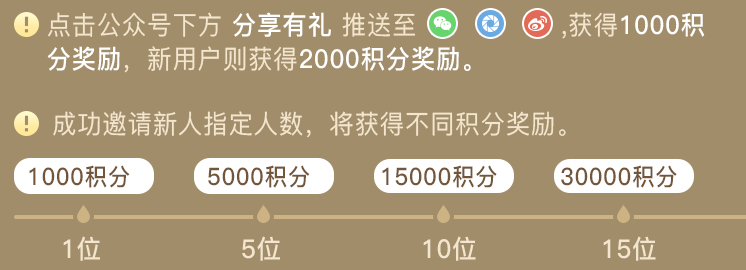 点击公众号下方 分享有礼 推送至 ,获得1000积
分奖励，新用户则获得2000积分奖励。
成功邀请新人指定人数，将获得不同积分奖励。
1000积分 5000积分 15000积分 30000积分
1位 5位 10位 15位